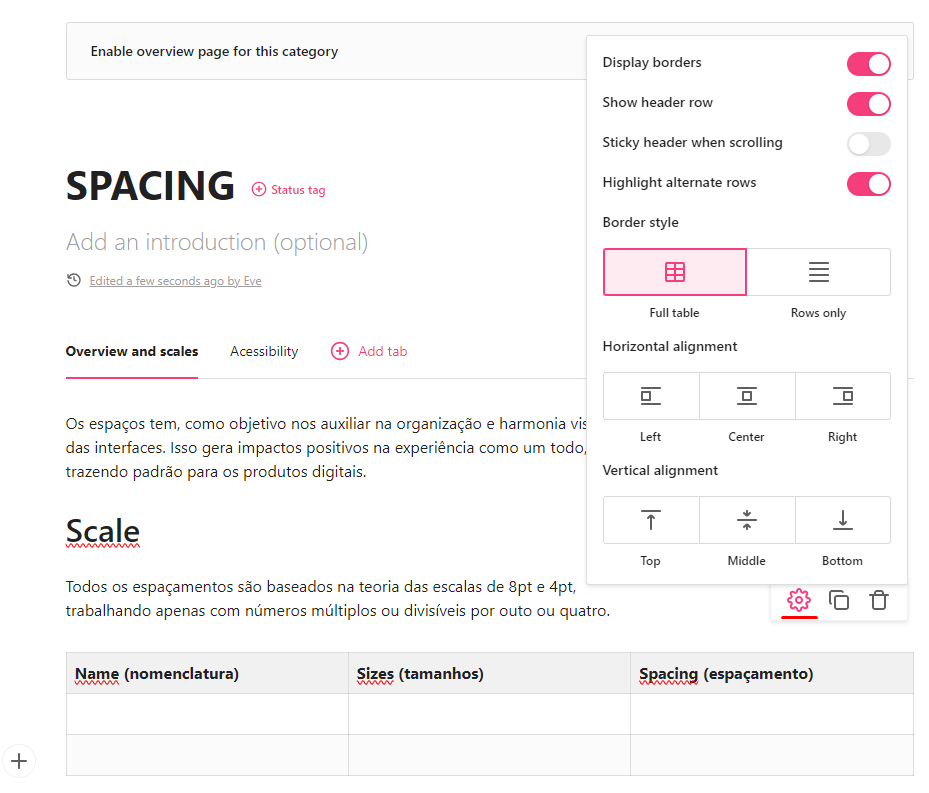 Enable overview page for this category
SPACING
Status tag
Add an introduction (optional)
Edited a few seconds ago by Eve
Overview and scales
Acessibility
Add tab
Os espaços tem, como objetivo nos auxiliar na organização e harmonia vis
das interfaces. Isso gera impactos positivos na experiência como um todo,
trazendo padrão para os produtos digitais.
Scale
Todos os espaçamentos são baseados na teoria das escalas de 8pt e 4pt,
trabalhando apenas com números múltiplos ou divisíveis por outo ou quatro.
Display borders
Show header row
Sticky header when scrolling
Highlight alternate rows
Border style
Full table
Rows only
Horizontal alignment
Left
Center
Right
Vertical alignment
Top
Middle
Bottom
Name (nomenclatura)
Sizes (tamanhos)
Spacing (espaçamento)